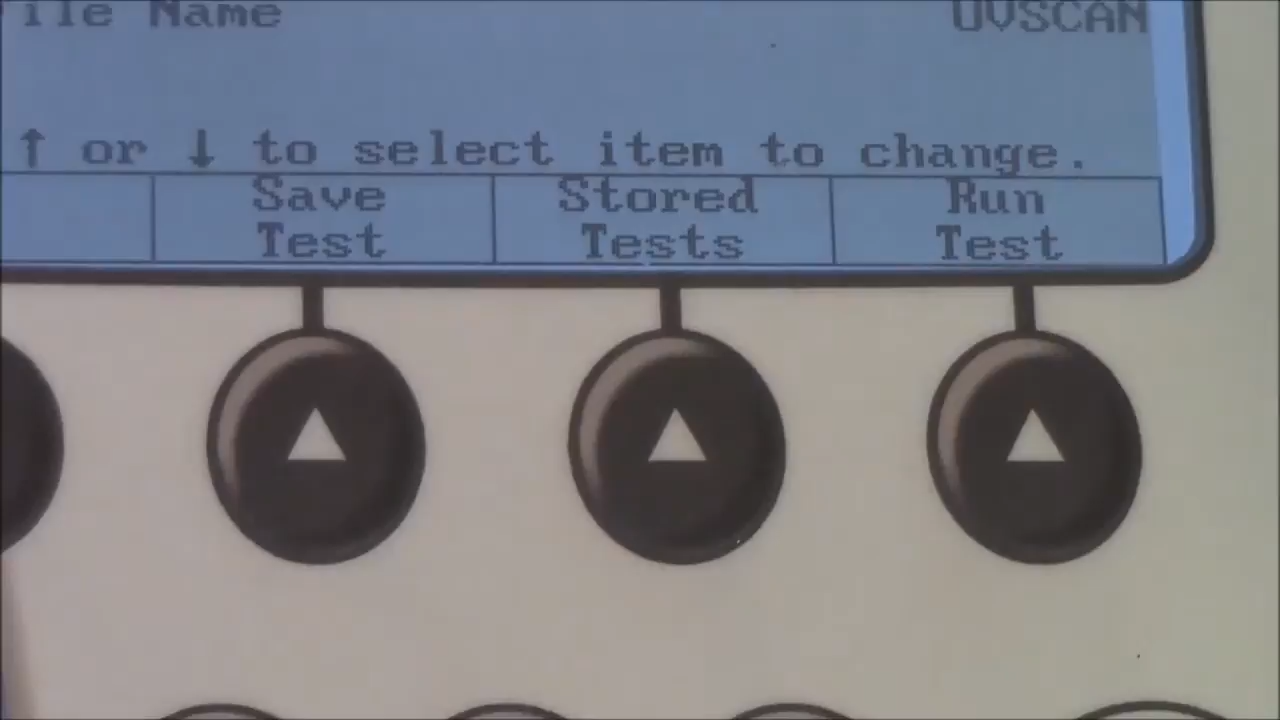 ile Name UVSCAN
↑ or ↓ to select item to change.
Save Test
Stored Tests
Run Test